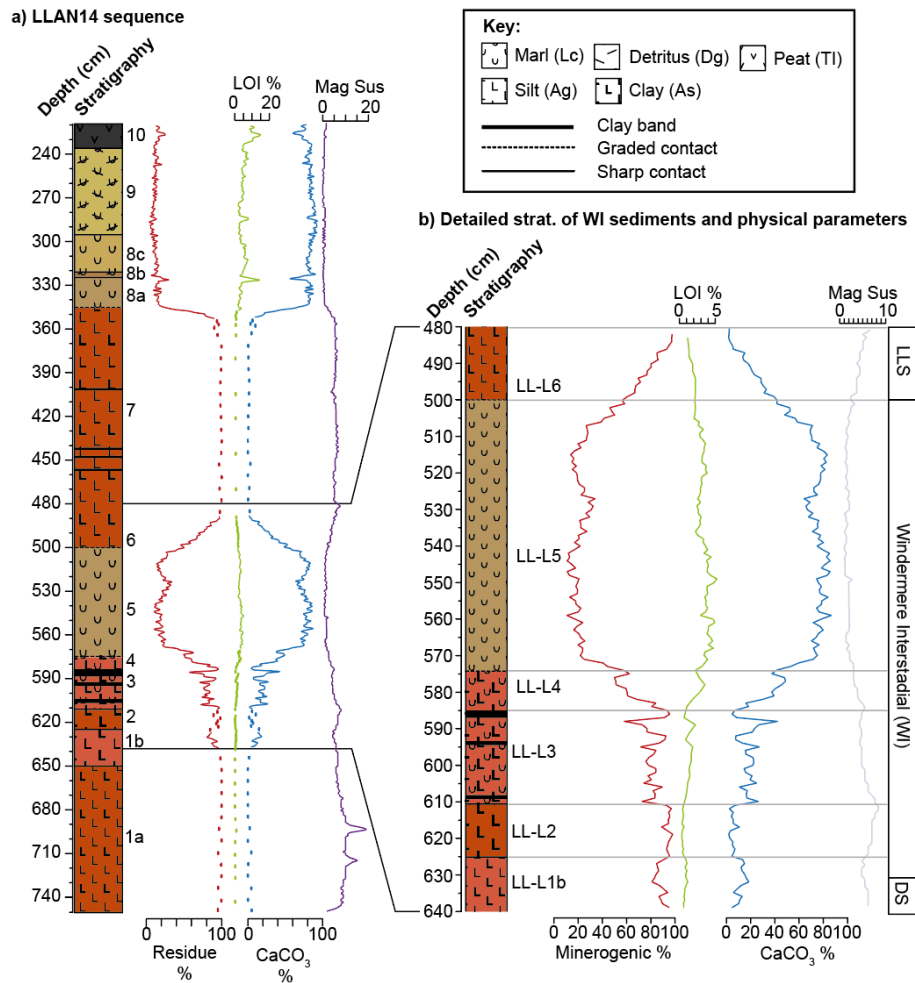 a) LLAN14 sequence
Depth (cm)
Stratigraphy
LOI %
0 20
Mag Sus
0 20
240
270
300
330
360
390
420
450
480
500
530
560
590
620
650
680
710
740
10
9
8c
8b
8a
7
6
5
4
3
2
1b
1a
0 100
Residue
%
0 100
CaCO3
%
Key:
Marl (Lc) Detritus (Dg) Peat (Tl)
Silt (Ag) Clay (As)
Clay band
Graded contact
Sharp contact
b) Detailed strat. of WI sediments and physical parameters
Depth (cm)
Stratigraphy
LOI %
0 5
Mag Sus
0 10
480
490
500
510
520
530
540
550
560
570
580
590
600
610
620
630
640
LL-L6
LL-L5
LL-L4
LL-L3
LL-L2
LL-L1b
LLS
Windermere Interstadial (WI)
DS
0 20 40 60 80 100
Minerogenic %
0 20 40 60 80 100
CaCO3 %